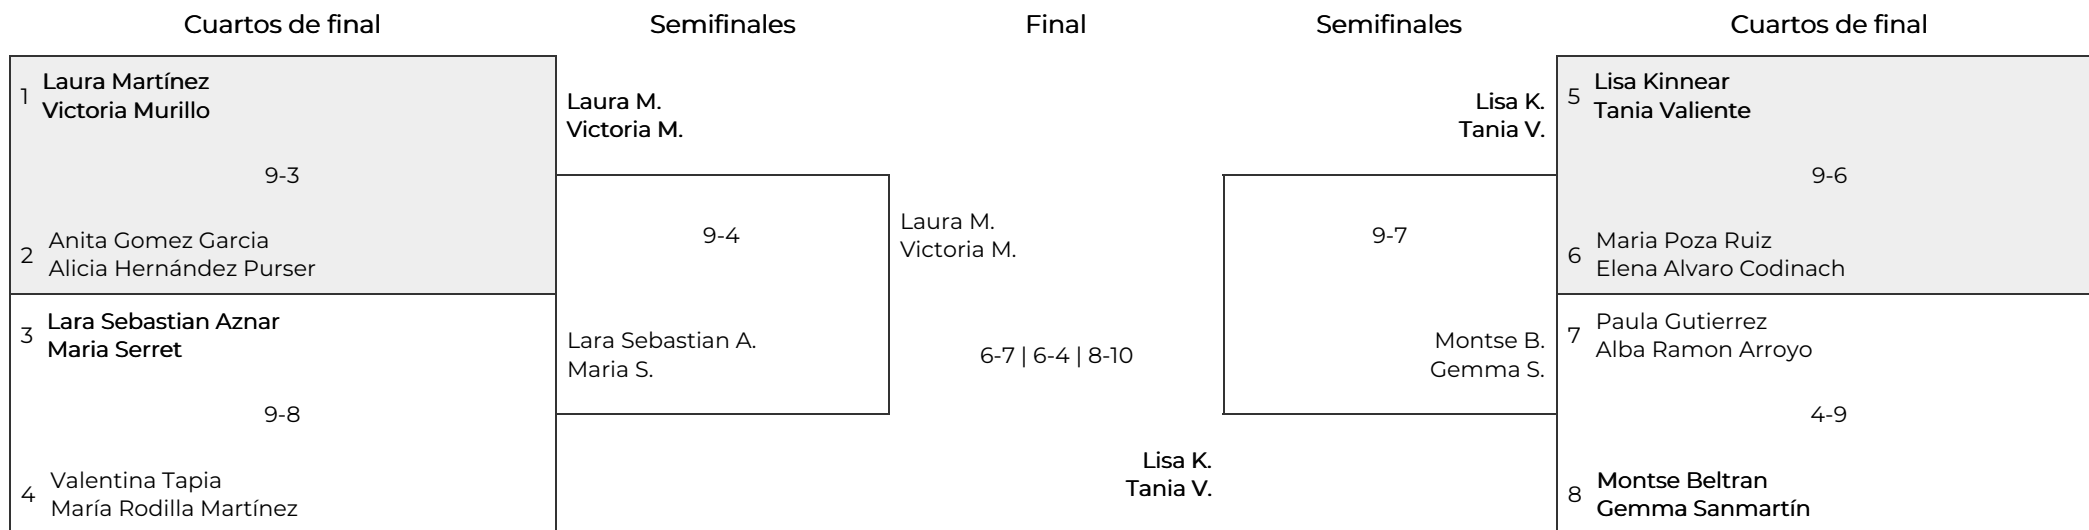 Cuartos de final
Semifinales
Final
Semifinales
Cuartos de final
1
Laura Martínez
Victoria Murillo
9-3
2
Anita Gomez Garcia
Alicia Hernández Purser
3
Lara Sebastian Aznar
Maria Serret
9-8
4
Valentina Tapia
María Rodilla Martínez
Laura M.
Victoria M.
9-4
Lara Sebastian A.
Maria S.
Laura M.
Victoria M.
6-7 | 6-4 | 8-10
Lisa K.
Tania V.
Lisa K.
Tania V.
9-7
Montse B.
Gemma S.
5
Lisa Kinnear
Tania Valiente
9-6
6
Maria Poza Ruiz
Elena Alvaro Codinach
7
Paula Gutierrez
Alba Ramon Arroyo
4-9
8
Montse Beltran
Gemma Sanmartín